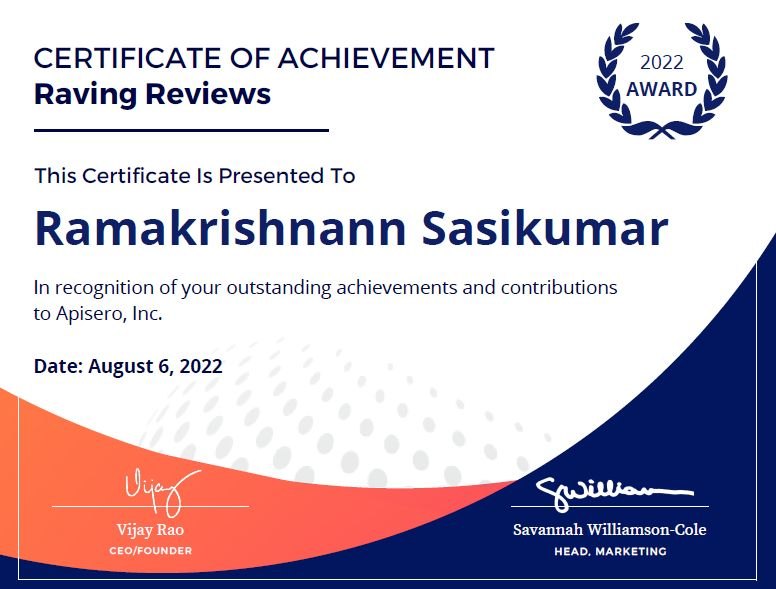 CERTIFICATE OF ACHIEVEMENT
Raving Reviews
2022
AWARD
This Certificate Is Presented To
Ramakrishnann Sasikumar
In recognition of your outstanding achievements and contributions
to Apisero, Inc.
Date: August 6, 2022
Vijay
Vijay Rao
CEO/FOUNDER
SWilliam
Savannah Williamson-Cole
HEAD, MARKETING